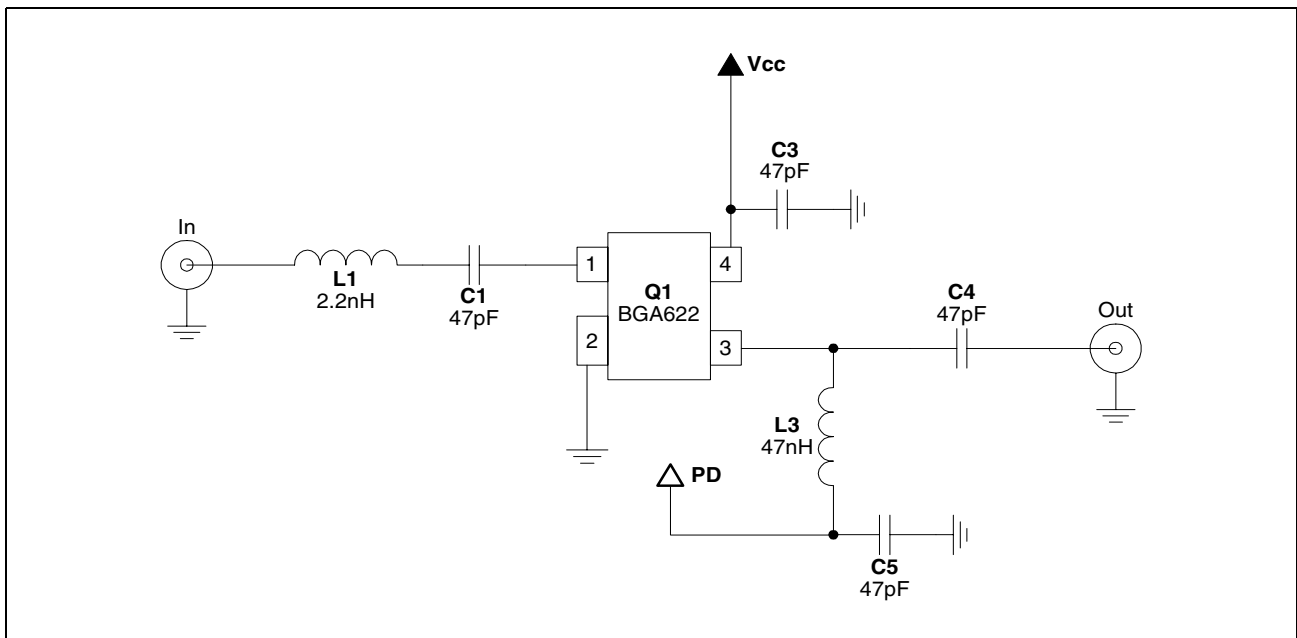 Vcc
C3
47pF
In
L1
2.2nH
C1
47pF
1
4
Q1
BGA622
2
3
C4
47pF
Out
L3
47nH
PD
C5
47pF